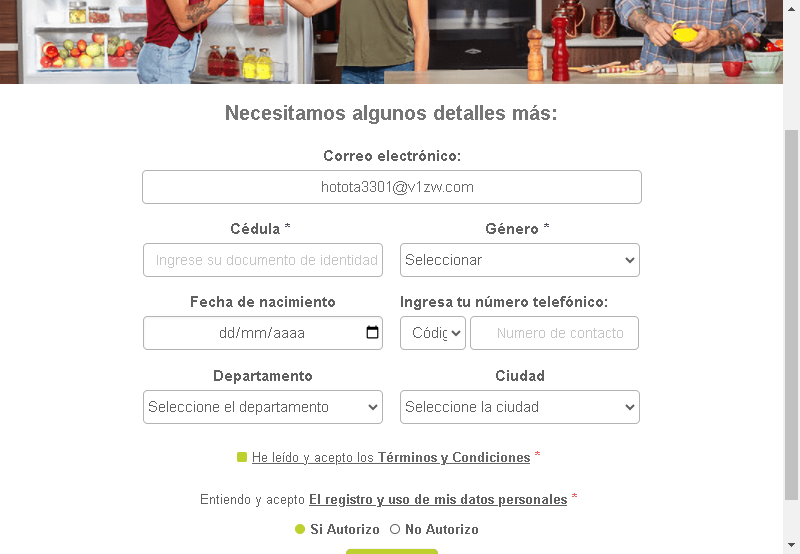 Necesitamos algunos detalles más:
Correo electrónico:
hotota3301@v1zw.com
Cédula * Género *
Ingrese su documento de identidad Seleccionar
Fecha de nacimiento Ingresa tu número telefónico:
dd/mm/aaaa Códig Numero de contacto
Departamento Ciudad
Seleccione el departamento Seleccione la ciudad
He leído y acepto los Términos y Condiciones *
Entiendo y acepto El registro y uso de mis datos personales *
Si Autorizo No Autorizo